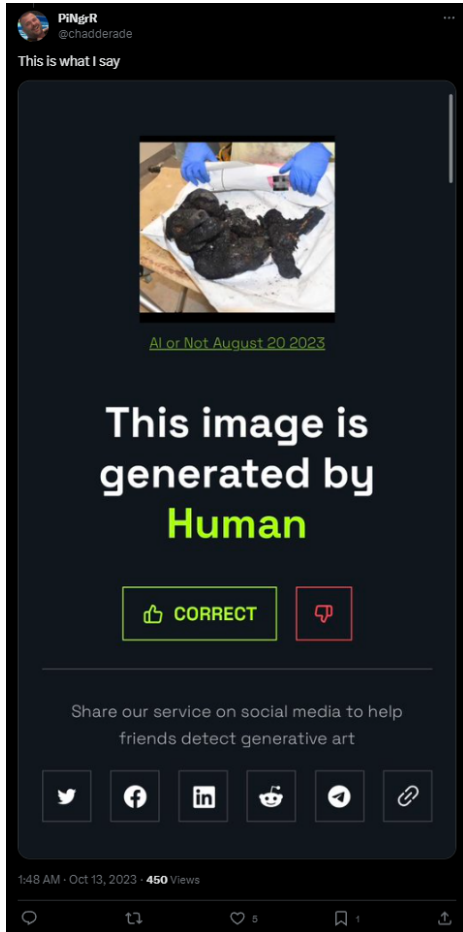 PiNgrR
@chadderade
This is what I say
AI or Not August 20 2023
This image is
generated by
Human
CORRECT
Share our service on social media to help
friends detect generative art
1:48 AM · Oct 13, 2023 · 450 Views
5
1